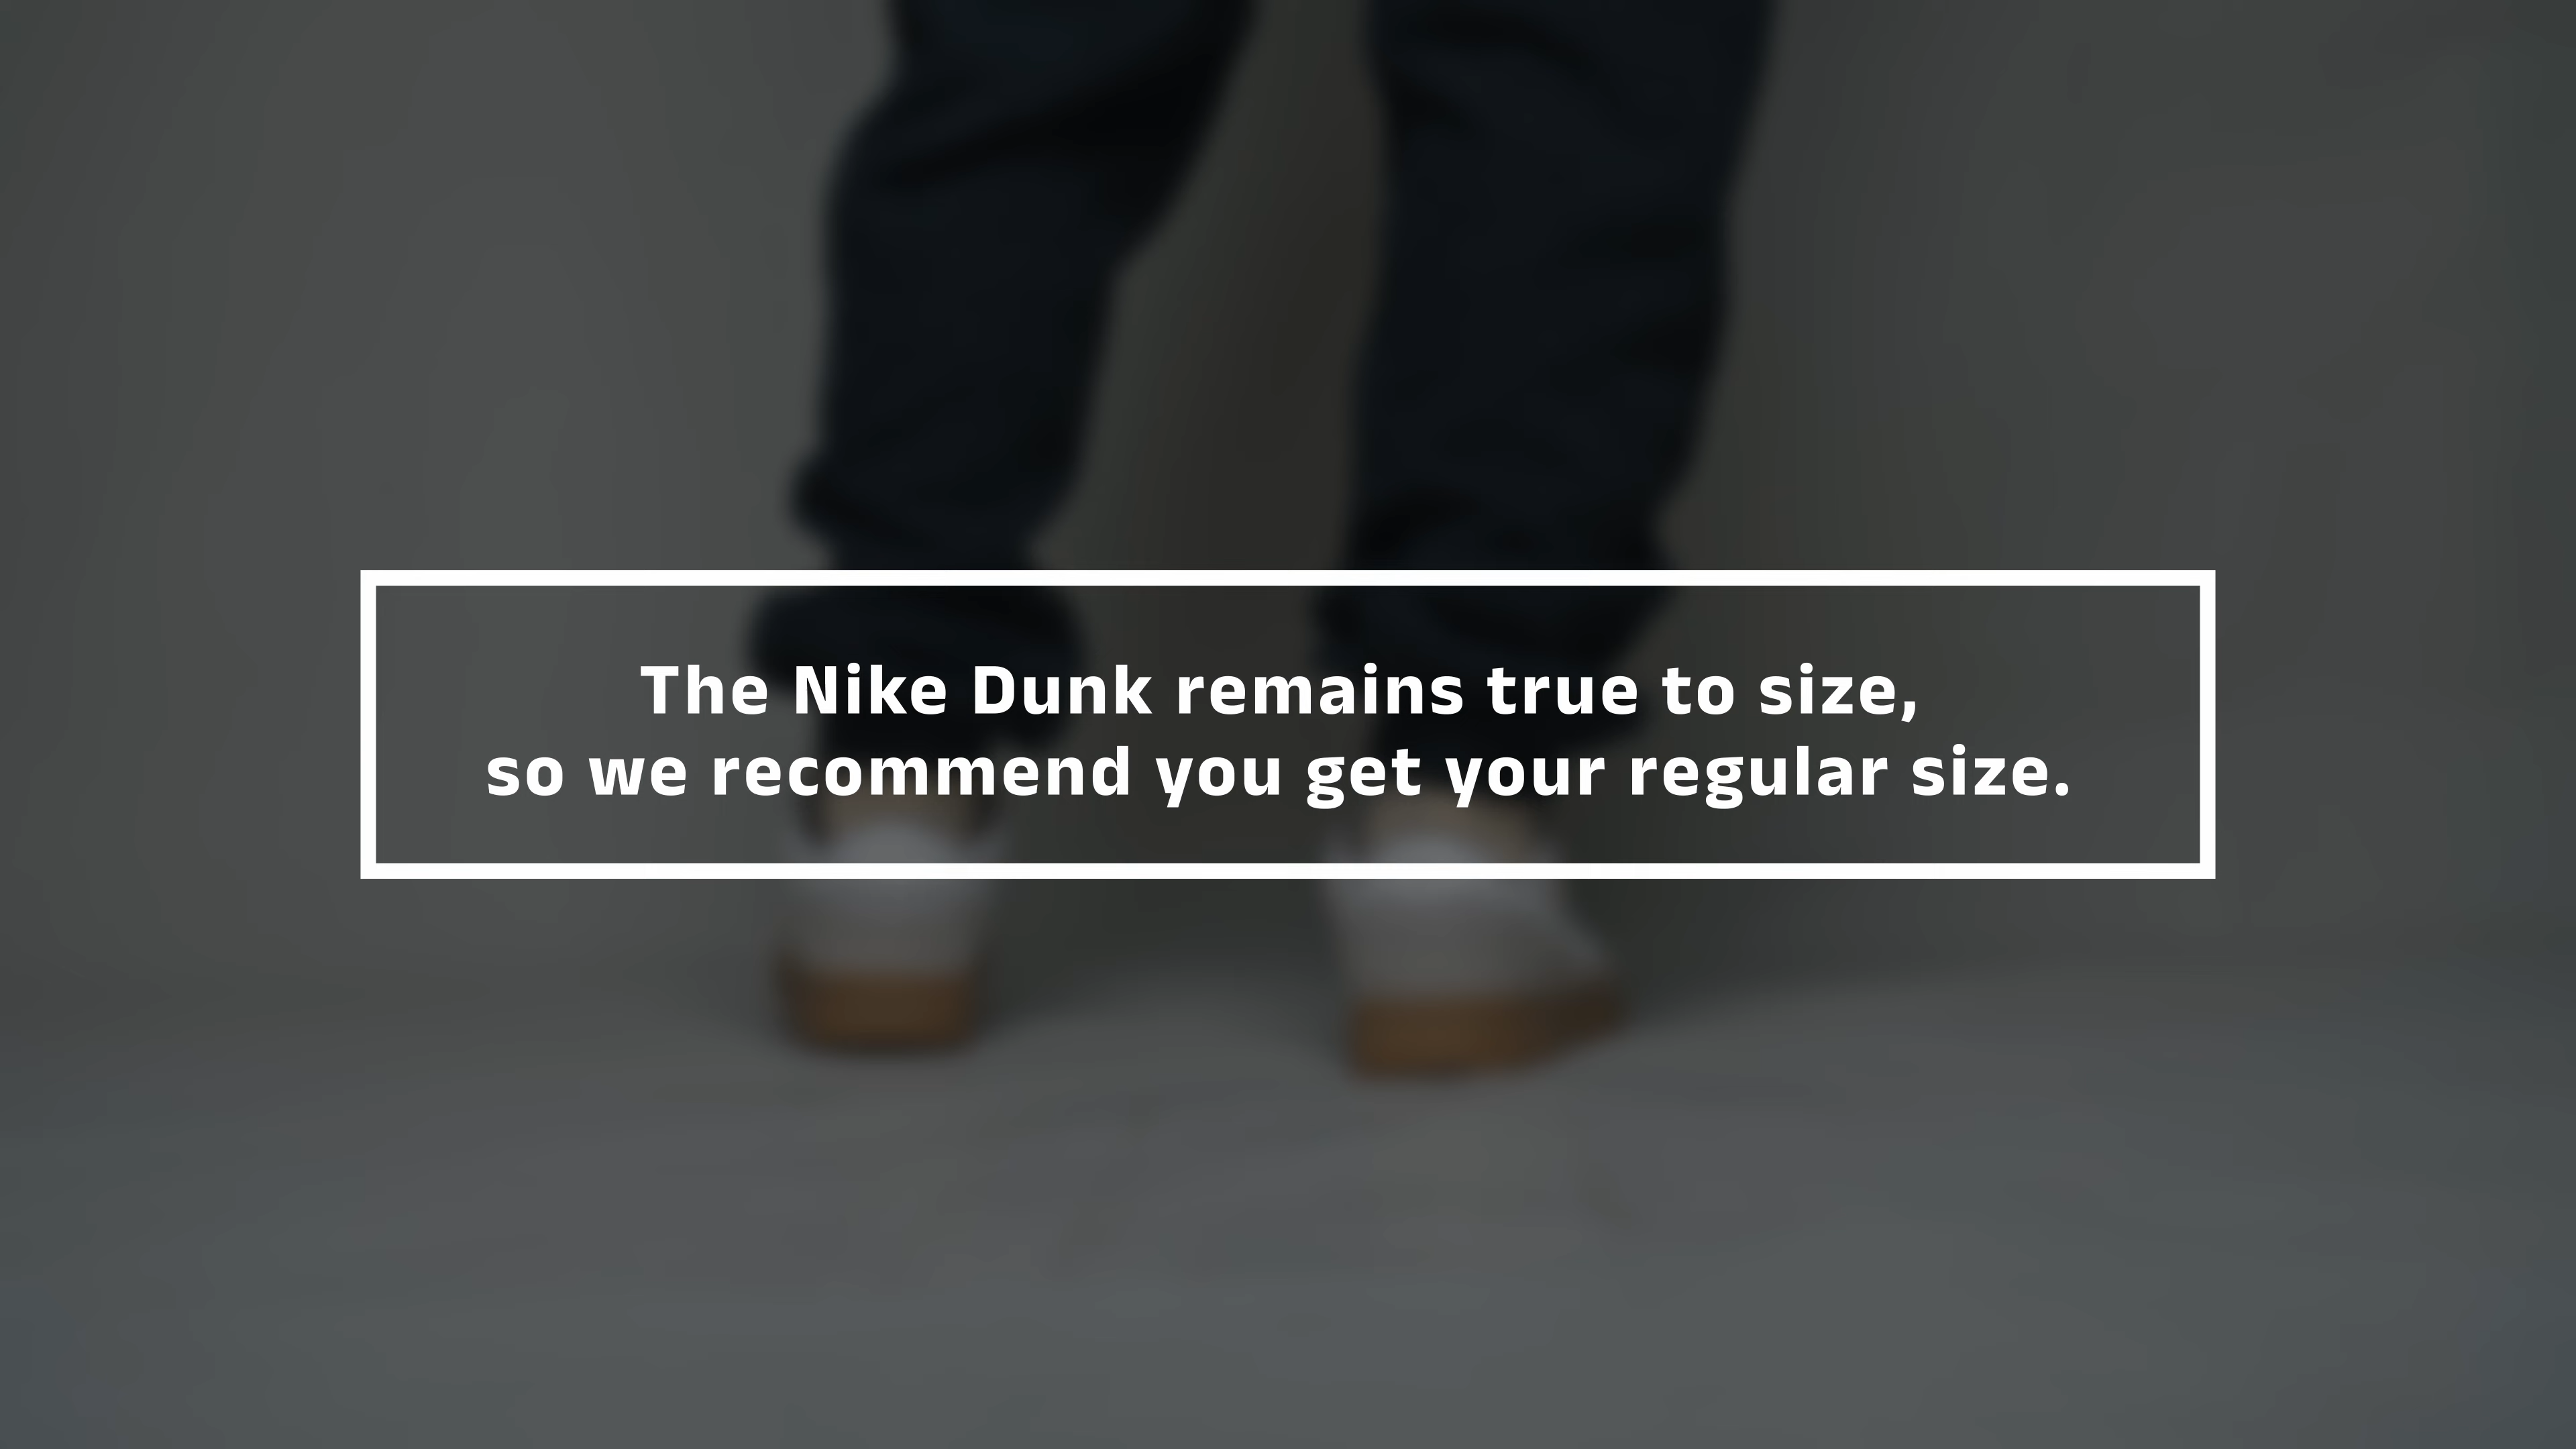 The Nike Dunk remains true to size,
so we recommend you get your regular size.